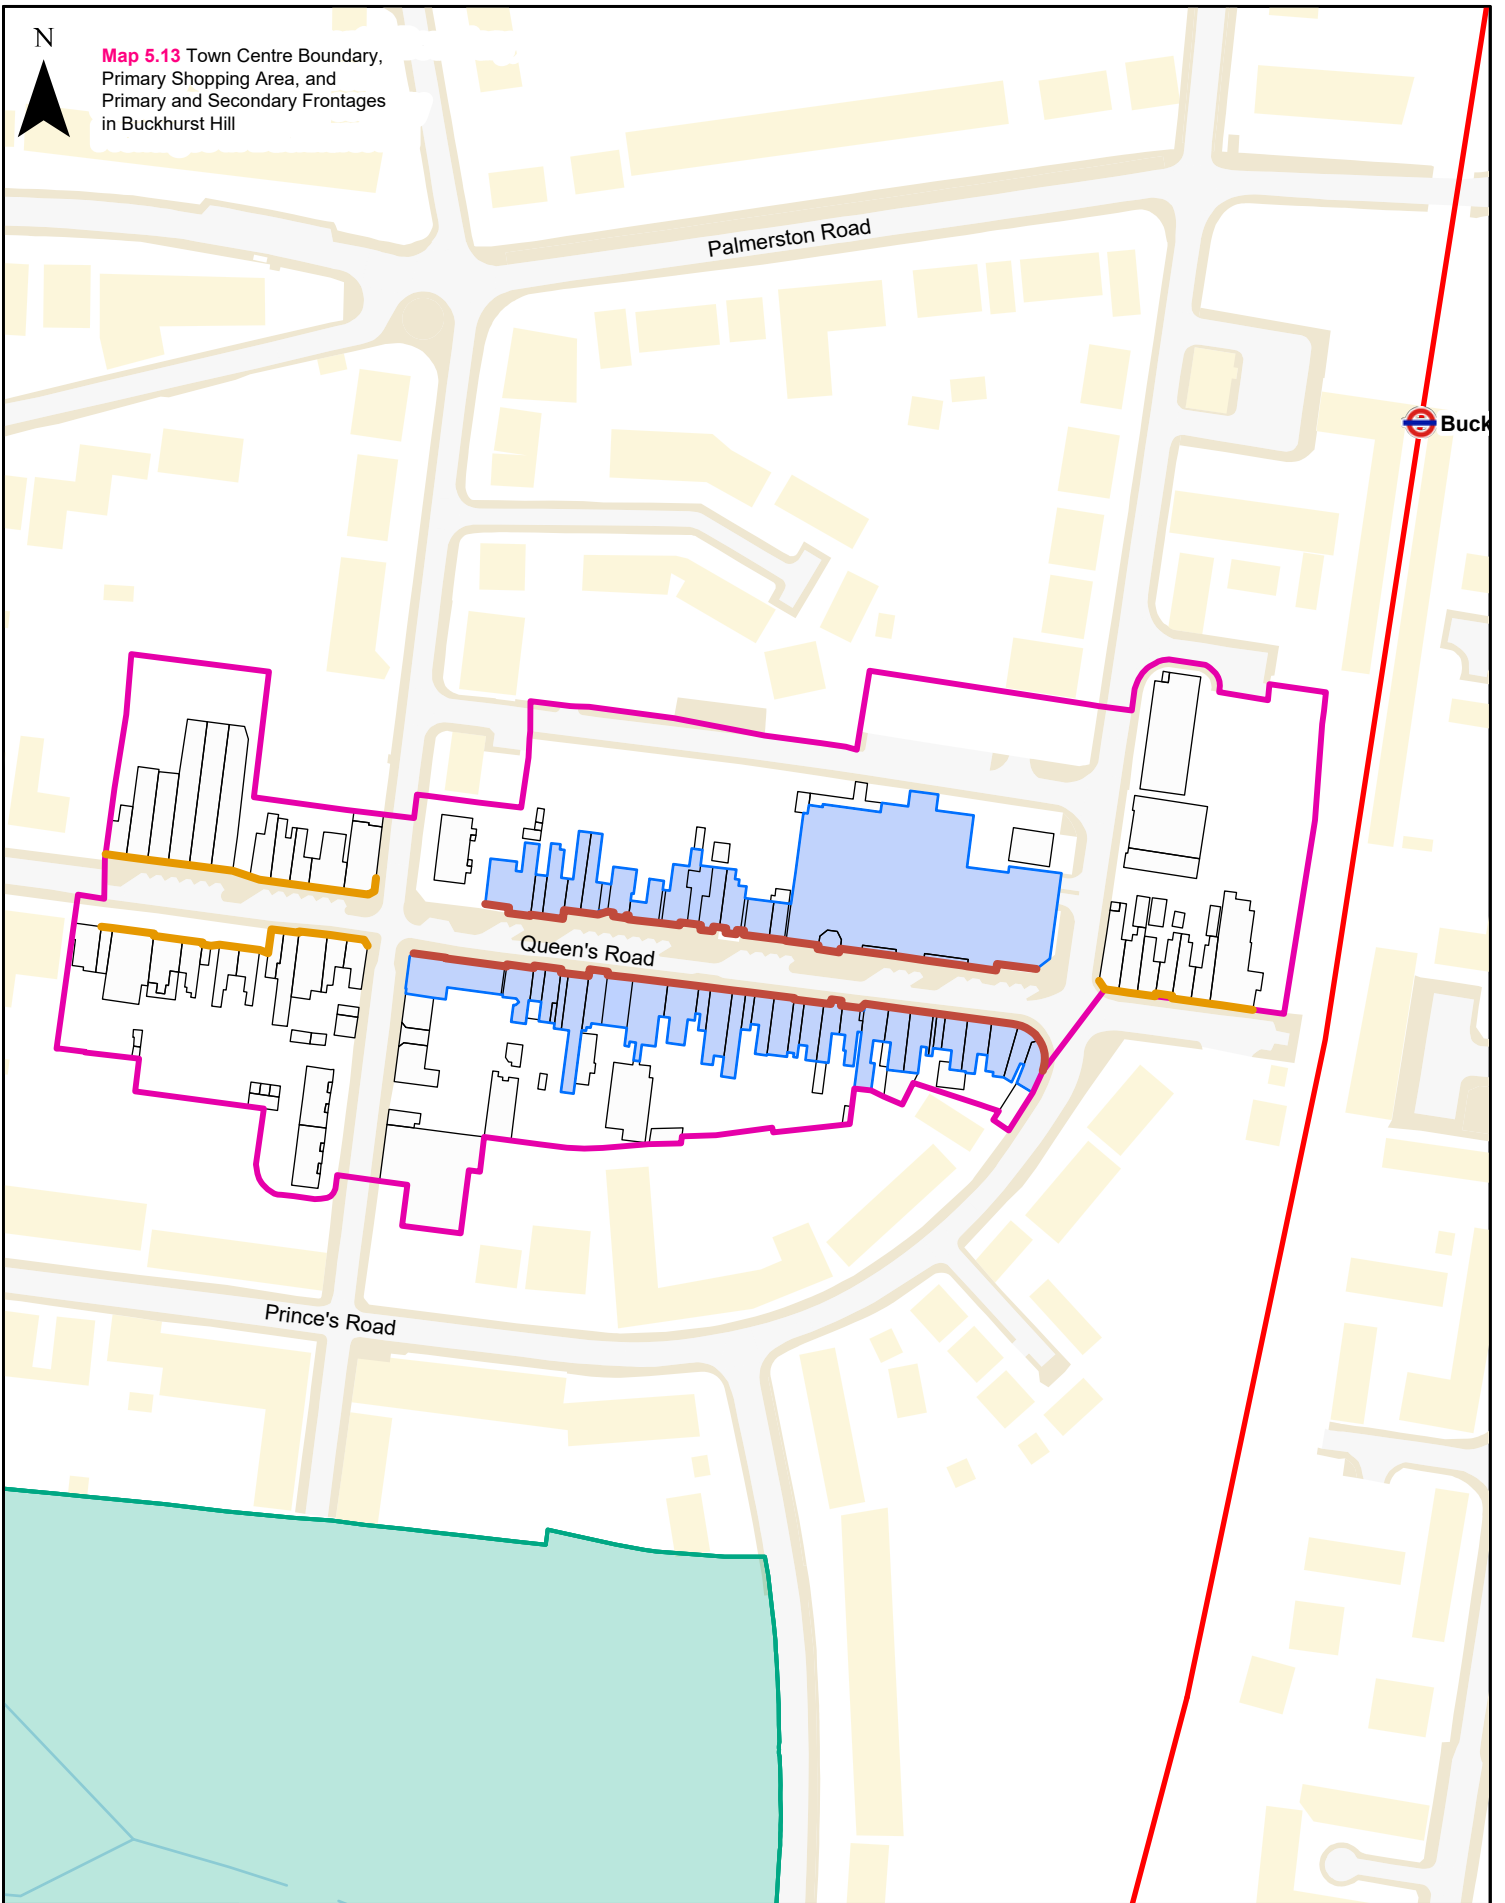 N
Map 5.13 Town Centre Boundary,
Primary Shopping Area, and
Primary and Secondary Frontages
in Buckhurst Hill
Palmerston Road
Buck
Queen's Road
Prince's Road